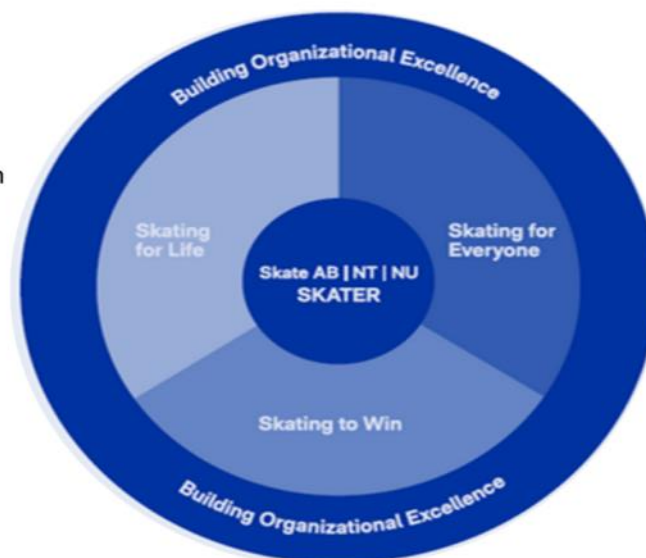 Building Organizational Excellence
n
Skating
for Life
Skating for
Everyone
Skate AB | NT | NU
SKATER
Skating to Win
Building Organizational Excellence